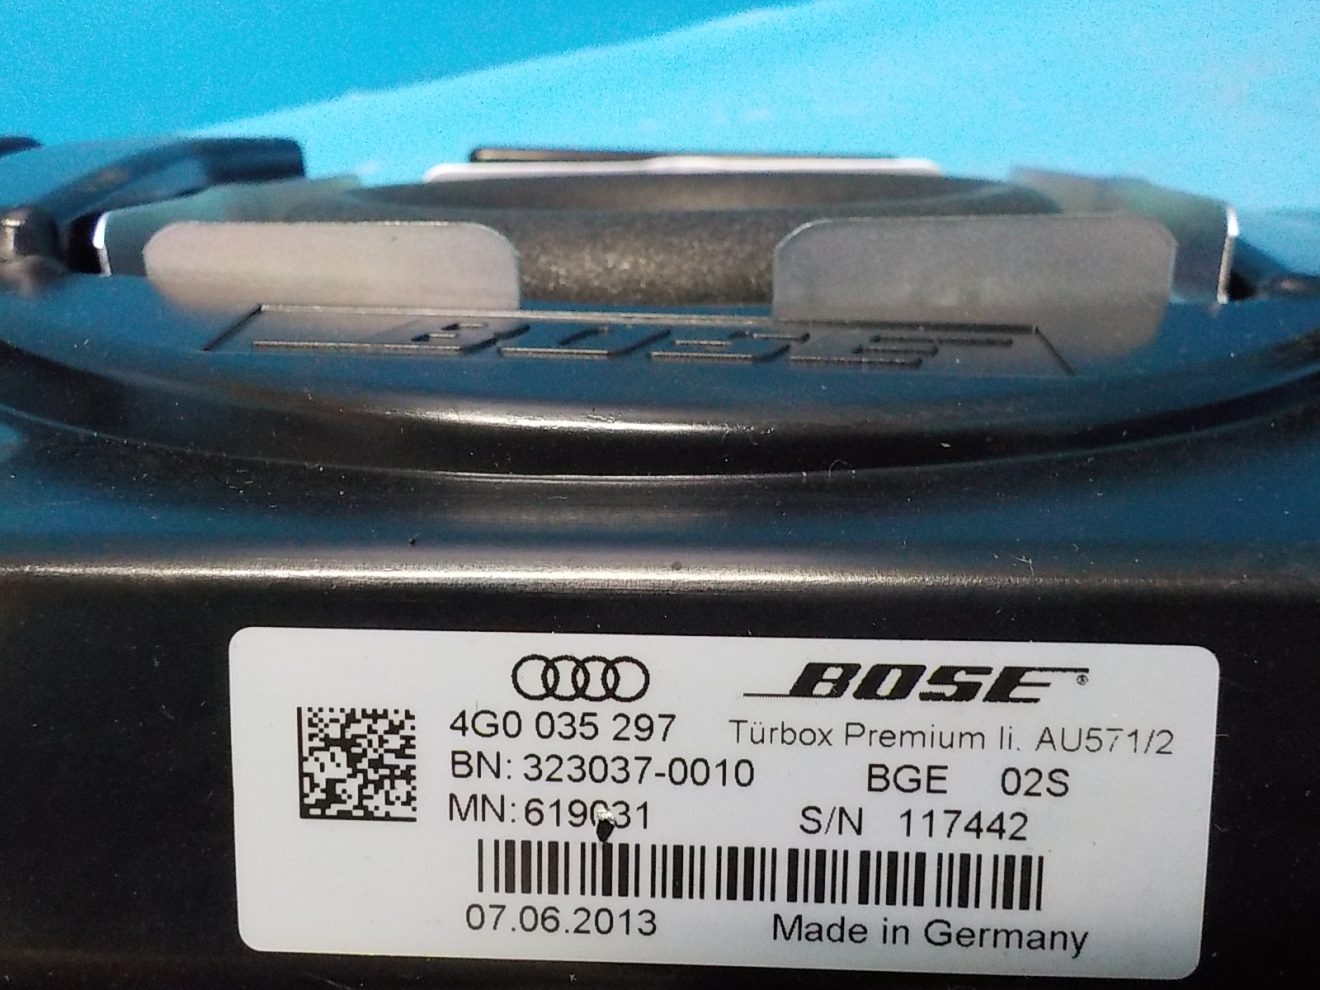 BOSE
BOSE®
4G0 035 297
Türbox Premium li. AU571/2
BN: 323037-0010
BGE 02S
MN: 619031
S/N 117442
07.06.2013
Made in Germany